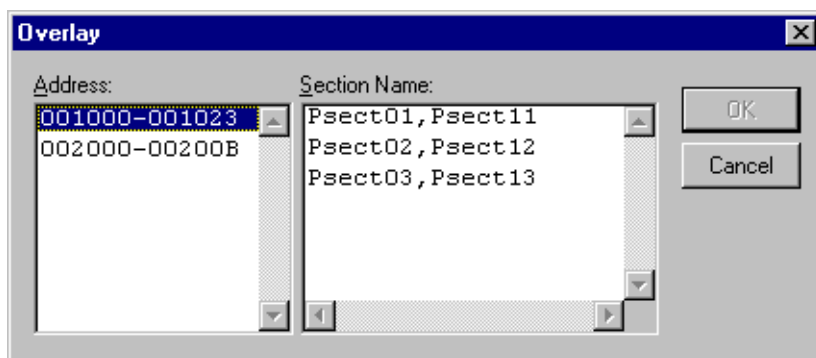 Overlay
Address:
Section Name:
001000-001023
002000-00200B
Psect01,Psect11
Psect02,Psect12
Psect03,Psect13
OK
Cancel